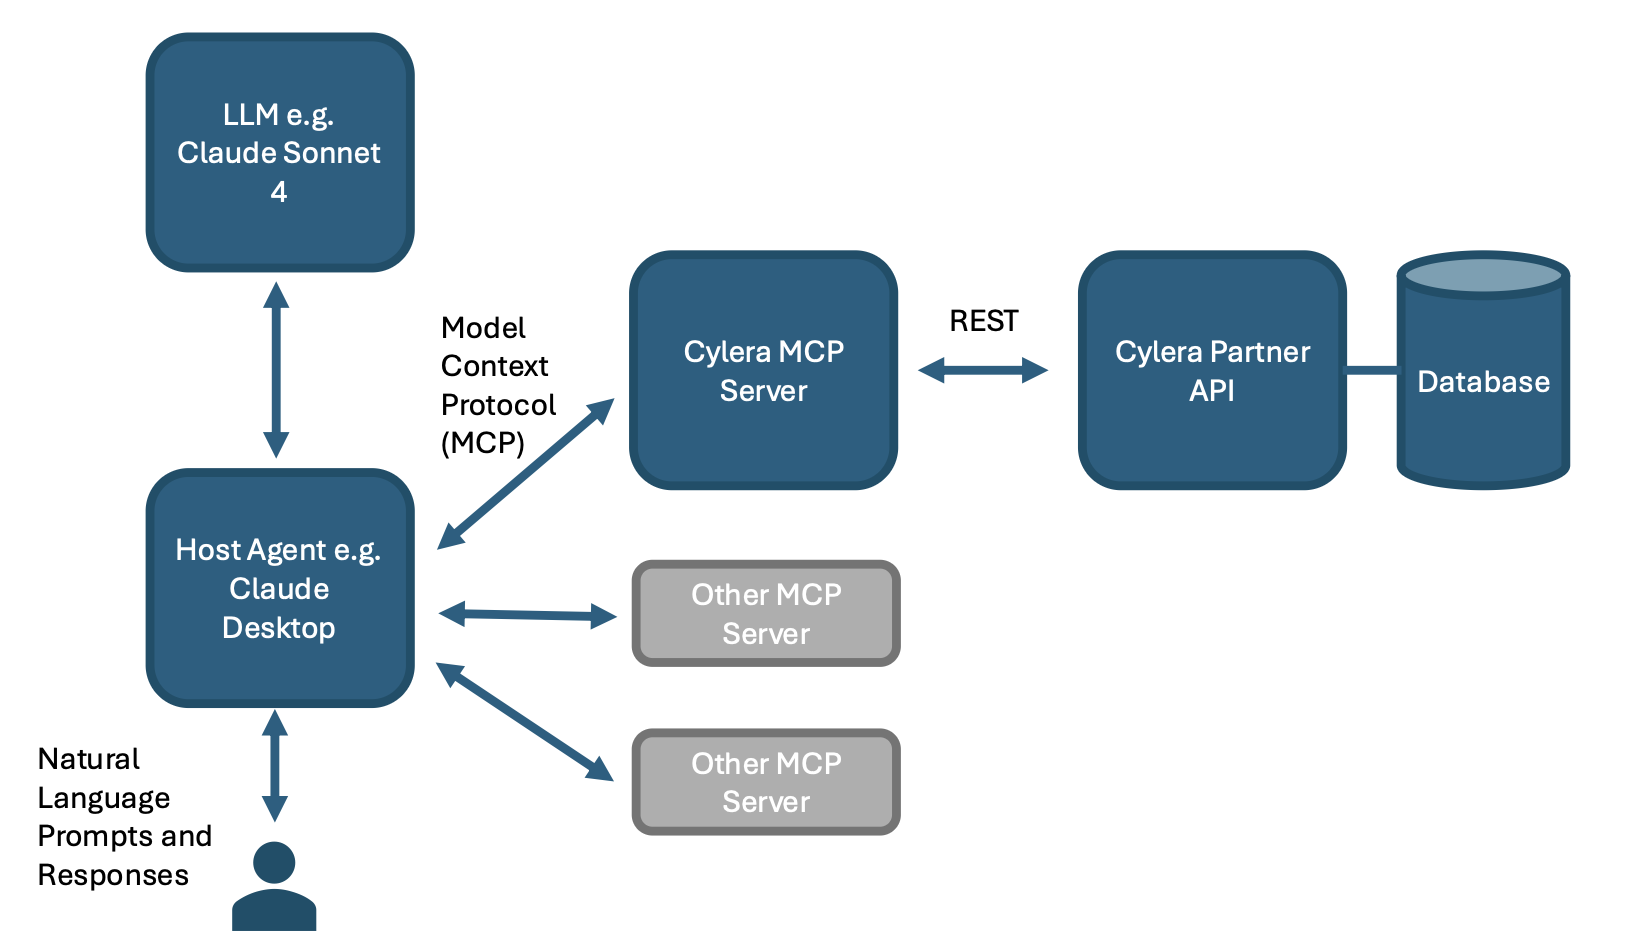 LLM e.g.
Claude Sonnet
4
Model
Context
Protocol
(MCP)
Cylera MCP
Server
REST
Cylera Partner
API
Database
Host Agent e.g.
Claude
Desktop
Other MCP
Server
Other MCP
Server
Natural
Language
Prompts and
Responses